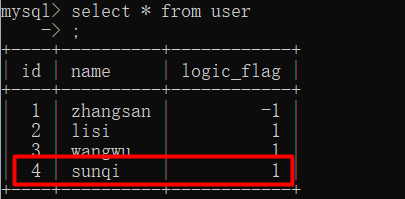 mysql> select * from user
    -> ;
+----+----------+------------+
| id | name     | logic_flag |
+----+----------+------------+
|  1 | zhangsan |         -1 |
|  2 | lisi     |          1 |
|  3 | wangwu   |          1 |
|  4 | sunqi    |          1 |
+----+----------+------------+